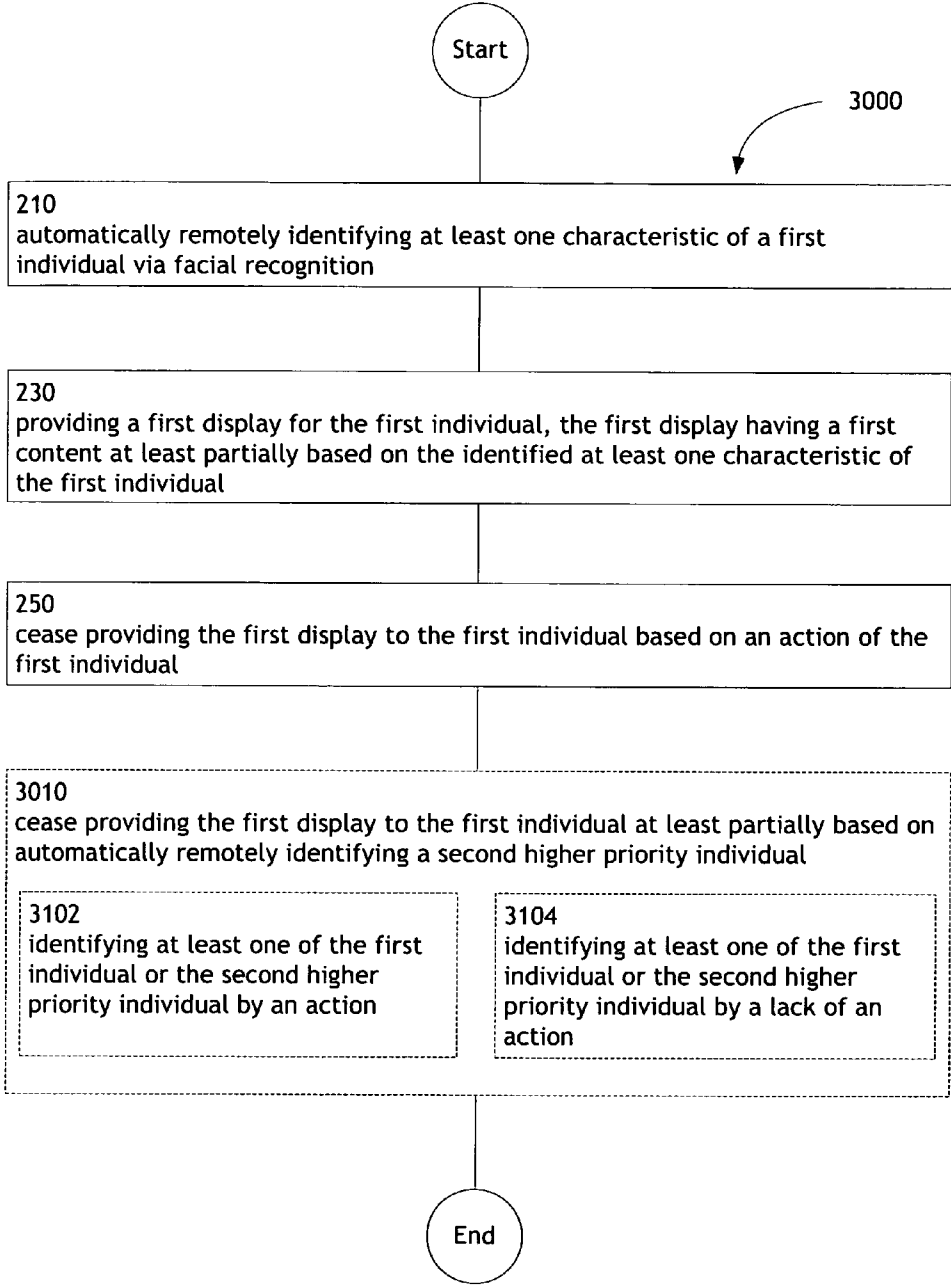 Start
3000
210
automatically remotely identifying at least one characteristic of a first
individual via facial recognition
230
providing a first display for the first individual, the first display having a first
content at least partially based on the identified at least one characteristic of
the first individual
250
cease providing the first display to the first individual based on an action of the
first individual
3010
cease providing the first display to the first individual at least partially based on
automatically remotely identifying a second higher priority individual
3102
identifying at least one of the first
individual or the second higher
priority individual by an action
3104
identifying at least one of the first
individual or the second higher
priority individual by a lack of an
action
End